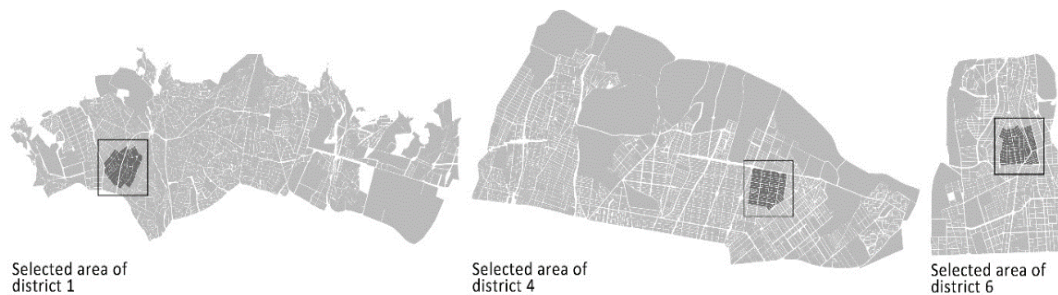 Selected area of
district 1
Selected area of
district 4
Selected area of
district 6